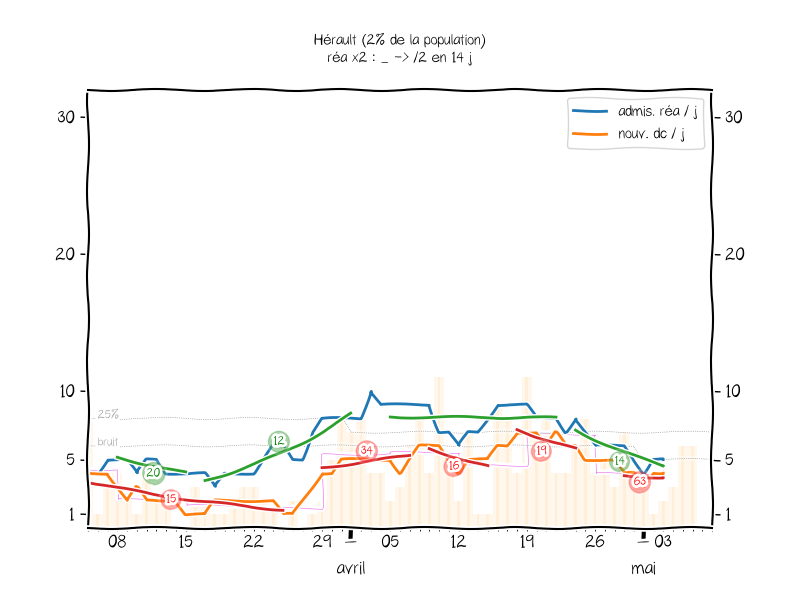 Hérault (2% de la population)
réa x2 : _ -> /2 en 14 j
admis. réa / j
nouv. dc / j
30
30
20
20
10
10
25%
bruit
5
5
1
1
20
15
12
34
16
19
14
63
08 15 22 29 05 12 19 26 03
avril mai